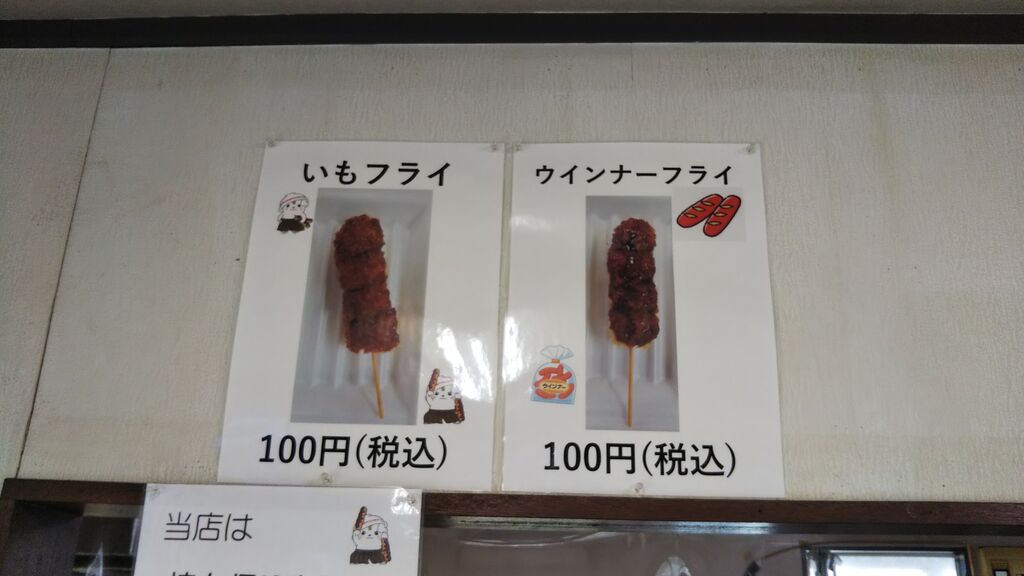 いもフライ
100円(税込)
ウインナーフライ
ウインナー
100円(税込)
当店は